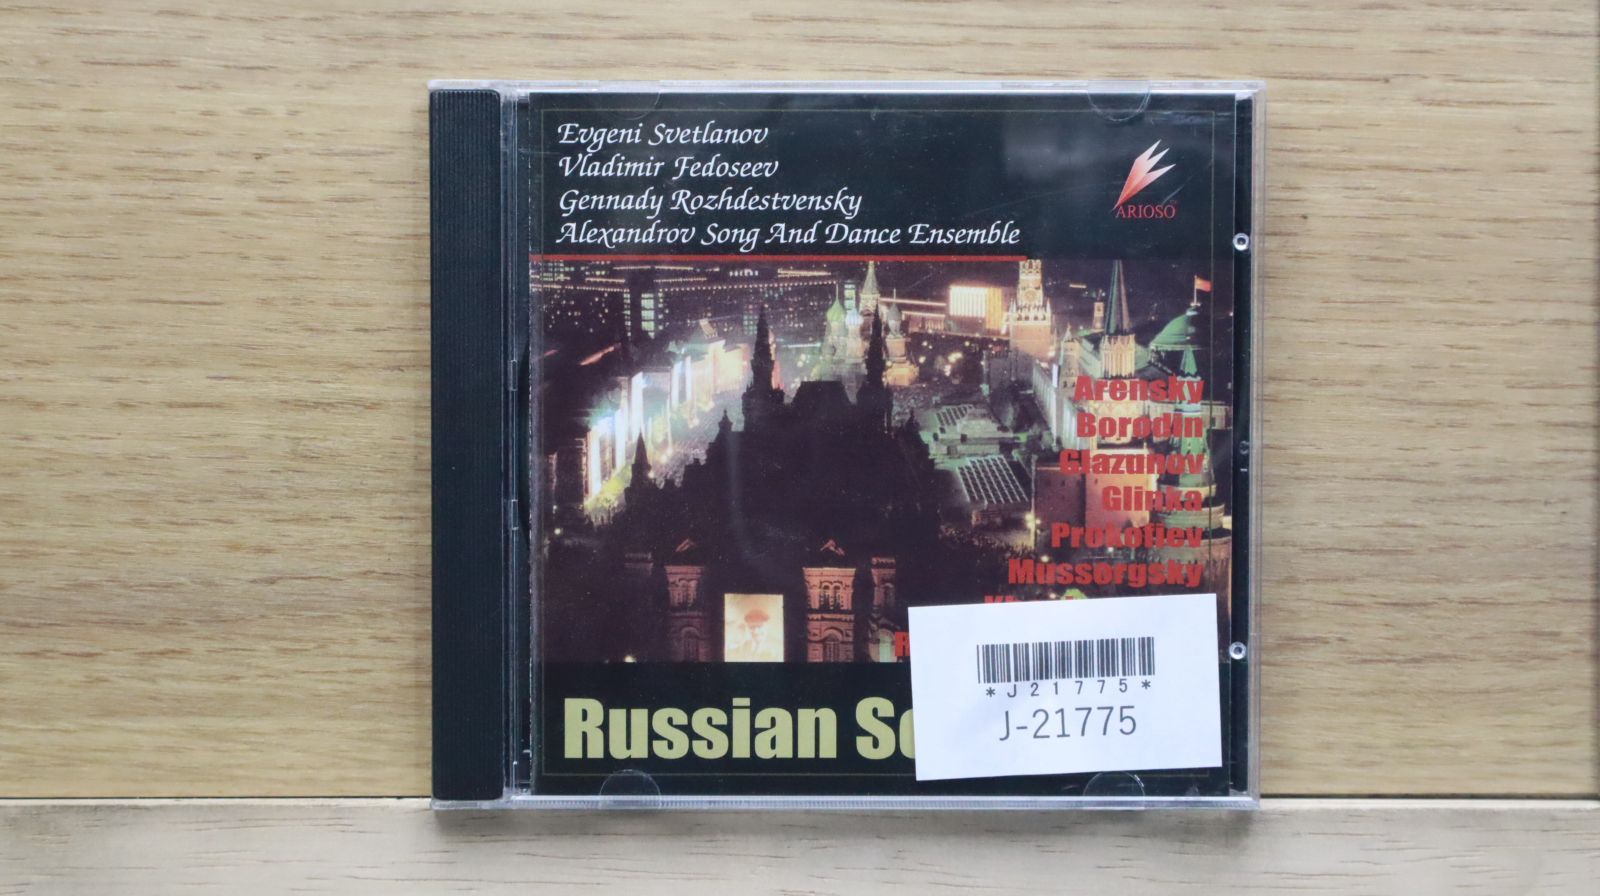 Evgeni Svetlanov
Vladimir Fedoseev
Gennady Rozhdestvensky
Alexandrov Song And Dance Ensemble
ARIOSO
Arensky
Borodin
Glazunov
Glinka
Prokofiev
Mussorgsky
Russian
*J21775*
J-21775